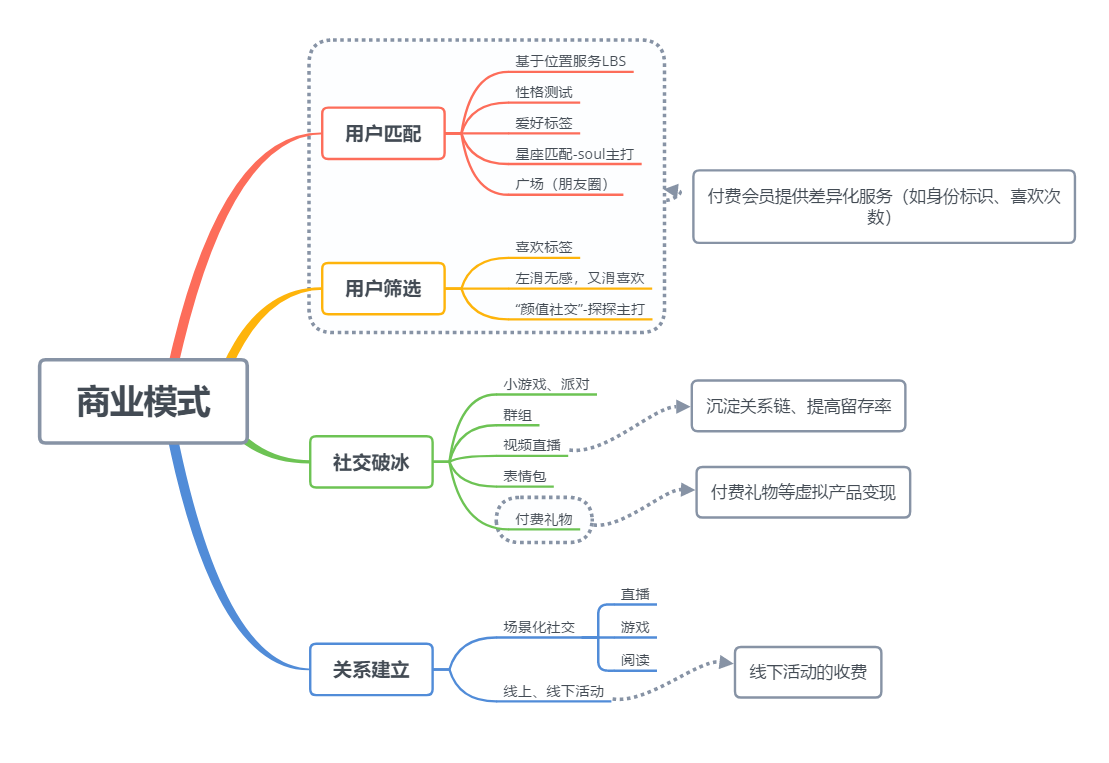 商业模式
用户匹配
基于位置服务LBS
性格测试
爱好标签
星座匹配-soul主打
广场（朋友圈）
付费会员提供差异化服务（如身份标识、喜欢次
数）
用户筛选
喜欢标签
左滑无感，又滑喜欢
“颜值社交”-探探主打
社交破冰
小游戏、派对
群组
视频直播
表情包
付费礼物
沉淀关系链、提高留存率
付费礼物等虚拟产品变现
关系建立
场景化社交
直播
游戏
阅读
线上、线下活动
线下活动的收费